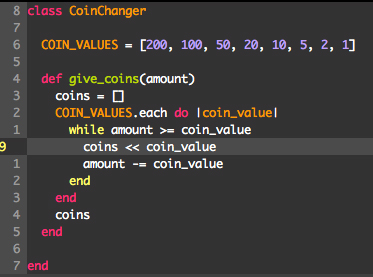 8 class CoinChanger
7
6   COIN_VALUES = [200, 100, 50, 20, 10, 5, 2, 1]
5
4   def give_coins(amount)
3     coins = []
2     COIN_VALUES.each do |coin_value|
1       while amount >= coin_value
9         coins << coin_value
1         amount -= coin_value
2       end
3     end
4     coins
5   end
6
7 end